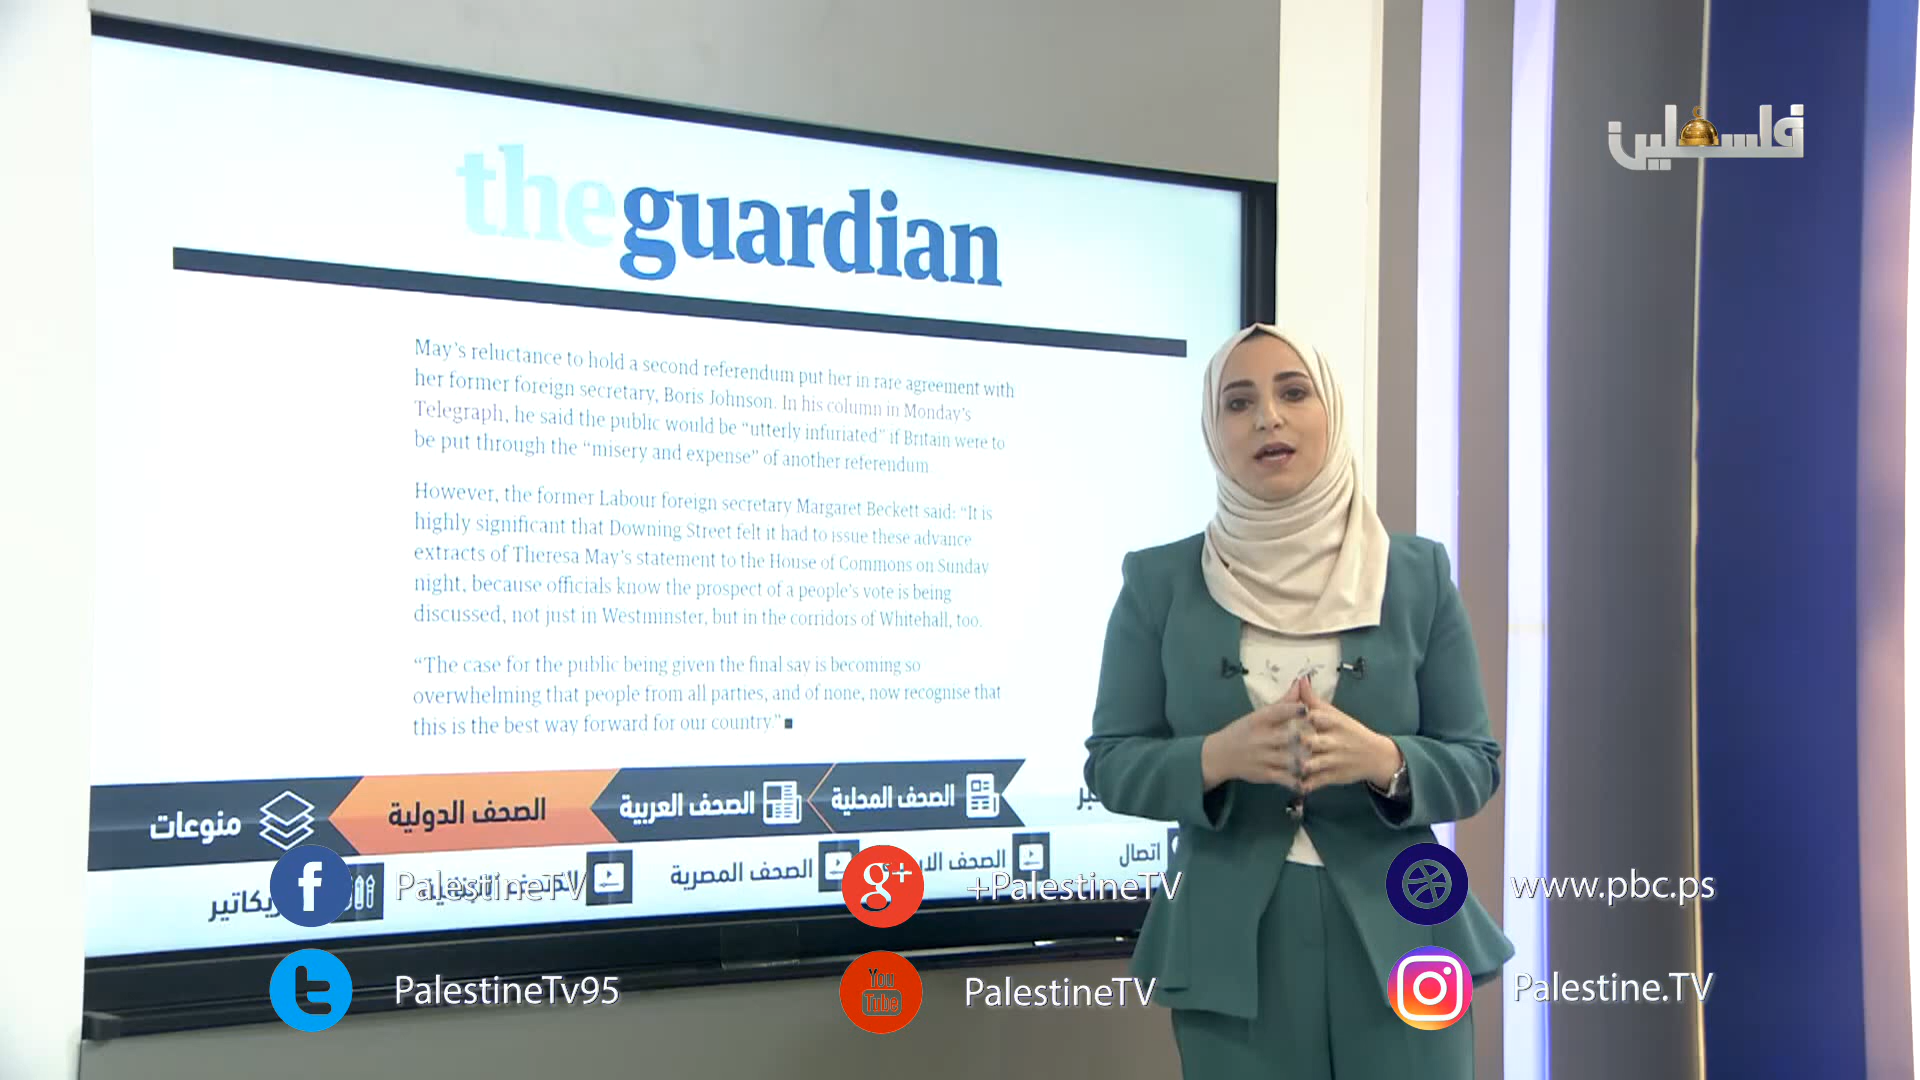 فلسطين
theguardian
May's reluctance to hold a second referendum put her in rare agreement with
her former foreign secretary, Boris Johnson. In his column in Monday's
Telegraph, he said the public would be "utterly infuriated" if Britain were to
be put through the "misery and expense" of another referendum
However, the former Labour foreign secretary Margaret Beckett said: "It is
highly significant that Downing Street felt it had to issue these advance
extracts of Theresa May's statement to the House of Commons on Sunday
night, because officials know the prospect of a people's vote is being
discussed, not just in Westminster, but in the corridors of Whitehall, too.
"The case for the public being given the final say is becoming so
overwhelming that people from all parties, and of none, now recognise that
this is the best way forward for our country."
الصحف المحلية
الصحف العربية
الصحف الدولية
منوعات
اتصال
الصحف
الصحف المصرية
f PalestineTV
g+ +PalestineTV
www.pbc.ps
t PalestineTv95
You Tube PalestineTV
Palestine.TV